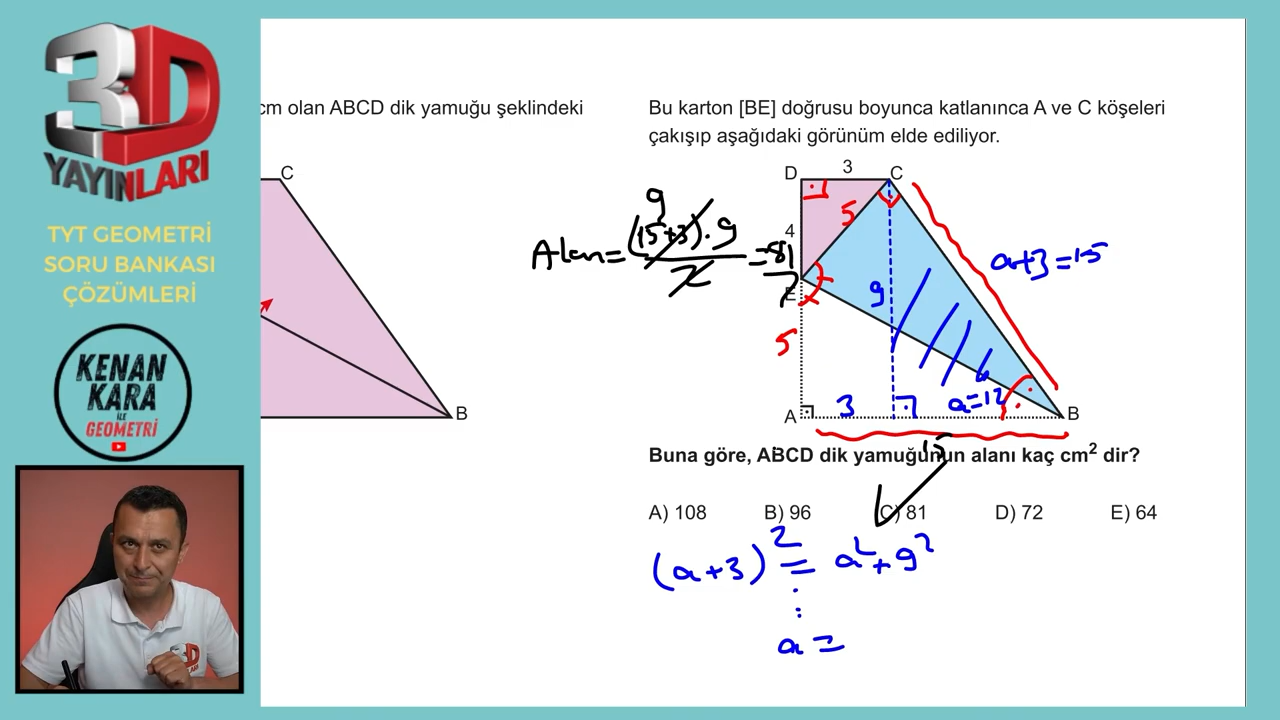 3D
YAYINLARI
TYT GEOMETRİ
SORU BANKASI
ÇÖZÜMLERİ
KENAN
KARA
İLE
GEOMETRİ
3D
cm olan ABCD dik yamuğu şeklindeki
C
B
Bu karton [BE] doğrusu boyunca katlanınca A ve C köşeleri
çakışıp aşağıdaki görünüm elde ediliyor.
D 3 C
4 5
E
9
5
A 3 a=12 B
15
a+3=15
Alan = (15+3).9 / 2 = 81
9
Buna göre, ABCD dik yamuğunun alanı kaç cm² dir?
A) 108 B) 96 C) 81 D) 72 E) 64
(a+3)² = a²+9²
a =